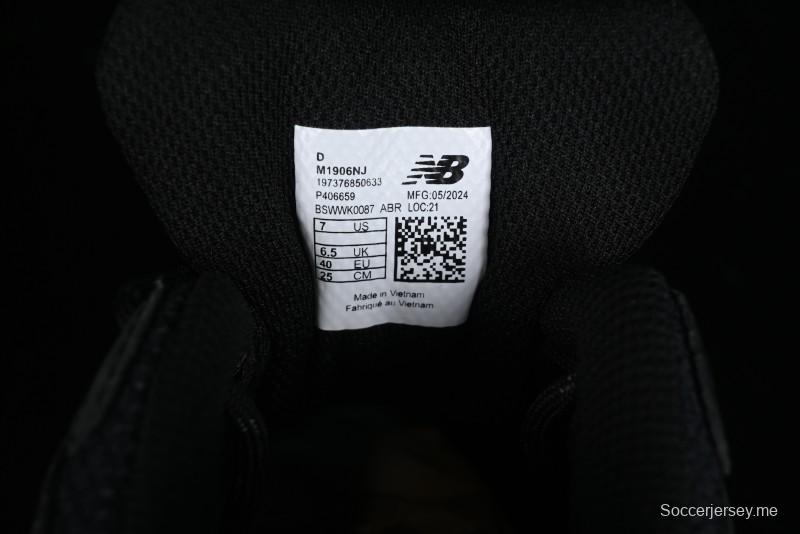 D
M1906NJ
197376850633
P406659 MFG:05/2024
BSWWK0087 ABR LOC:21
NB
7 US
6.5 UK
40 EU
25 CM
Made in Vietnam
Fabriqué au Vietnam
Soccerjersey.me